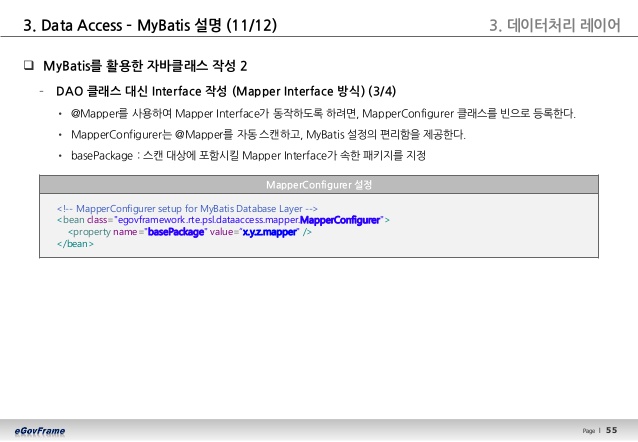 3. Data Access - MyBatis 설명 (11/12)
3. 데이터처리 레이어
MyBatis를 활용한 자바클래스 작성 2
- DAO 클래스 대신 Interface 작성 (Mapper Interface 방식) (3/4)
• @Mapper를 사용하여 Mapper Interface가 동작하도록 하려면, MapperConfigurer 클래스를 빈으로 등록한다.
• MapperConfigurer는 @Mapper를 자동 스캔하고, MyBatis 설정의 편리함을 제공한다.
• basePackage : 스캔 대상에 포함시킬 Mapper Interface가 속한 패키지를 지정
MapperConfigurer 설정
<!-- MapperConfigurer setup for MyBatis Database Layer -->
<bean class="egovframework.rte.psl.dataaccess.mapper.MapperConfigurer">
<property name="basePackage" value="x.y.z.mapper" />
</bean>
eGovFrame
Page l 55